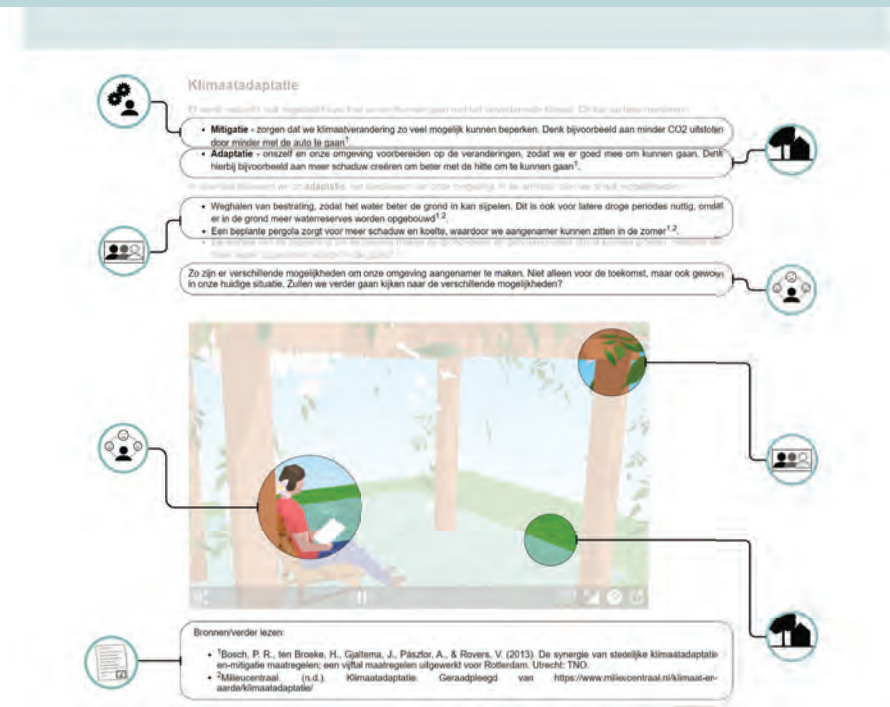 Klimaatadaptatie
• Mitigatie - zorgen dat we klimaatverandering zo veel mogelijk kunnen beperken. Denk bijvoorbeeld aan minder CO2 uitstoten
door minder met de auto te gaan1.
• Adaptatie - onszelf en onze omgeving voorbereiden op de veranderingen, zodat we er goed mee om kunnen gaan. Denk
hierbij bijvoorbeeld aan meer schaduw creëren om beter met de hitte om te kunnen gaan1.
adaptatie
• Weghalen van bestrating, zodat het water beter de grond in kan sijpelen. Dit is ook voor latere droge periodes nuttig, omdat
er in de grond meer waterreserves worden opgebouwd1,2.
• Een beplante pergola zorgt voor meer schaduw en koelte, waardoor we aangenamer kunnen zitten in de zomer1,2.
Zo zijn er verschillende mogelijkheden om onze omgeving aangenamer te maken. Niet alleen voor de toekomst, maar ook gewoon
in onze huidige situatie. Zullen we verder gaan kijken naar de verschillende mogelijkheden?
Bronnen/verder lezen:
• 1Bosch, P. R., ten Broeke, H., Gjaltema, J., Pásztor, A., & Rovers, V. (2013). De synergie van stedelijke klimaatadaptatie
en-mitigatie maatregelen; een vijftal maatregelen uitgewerkt voor Rotterdam. Utrecht: TNO.
• 2Milieucentraal. (n.d.). Klimaatadaptatie. Geraadpleegd van https://www.milieucentraal.nl/klimaat-en-
aarde/klimaatadaptatie/